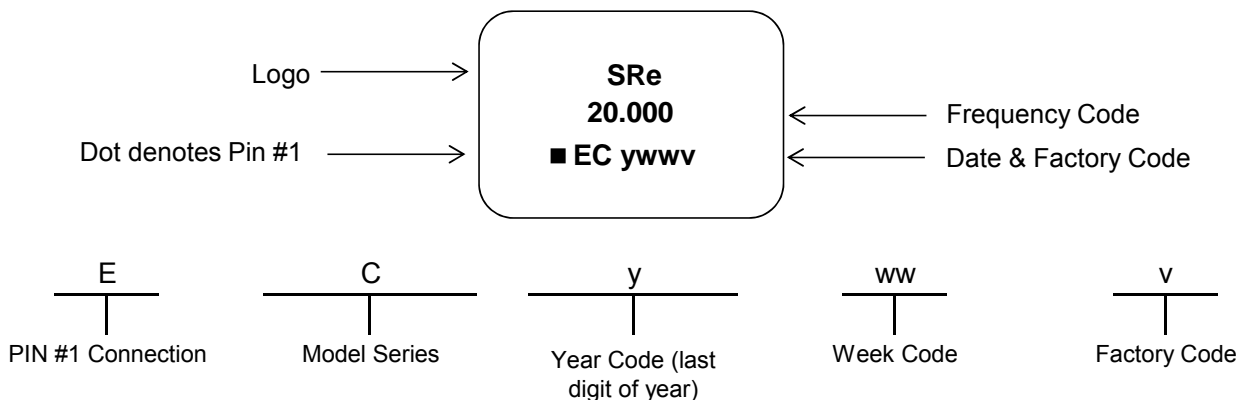 Logo
SRe
20.000
Frequency Code
Dot denotes Pin #1
■ EC ywwv
Date & Factory Code
E C y ww v
PIN #1 Connection Model Series Year Code (last Week Code Factory Code
digit of year)